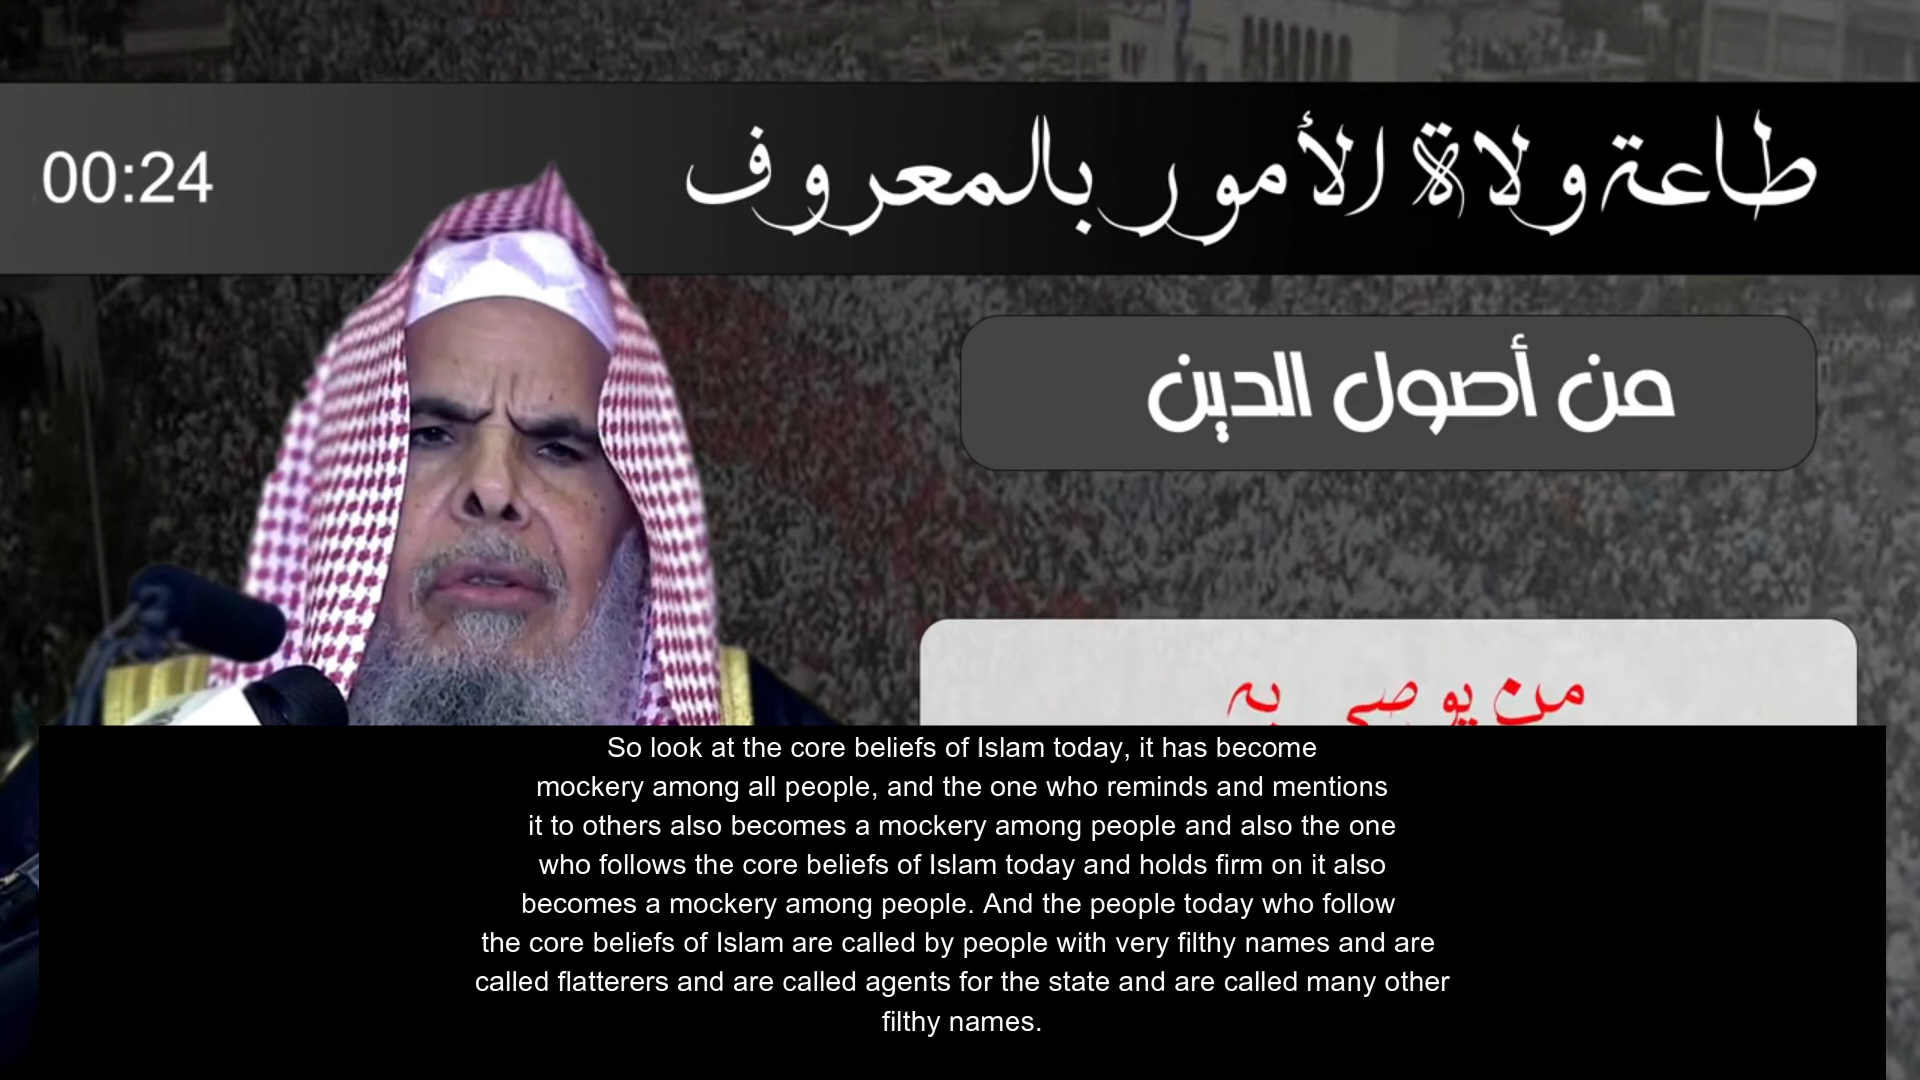 00:24
طاعة ولاة الأمور بالمعروف
من أصول الدين
من يوصي به
So look at the core beliefs of Islam today, it has become
mockery among all people, and the one who reminds and mentions
it to others also becomes a mockery among people and also the one
who follows the core beliefs of Islam today and holds firm on it also
becomes a mockery among people. And the people today who follow
the core beliefs of Islam are called by people with very filthy names and are
called flatterers and are called agents for the state and are called many other
filthy names.